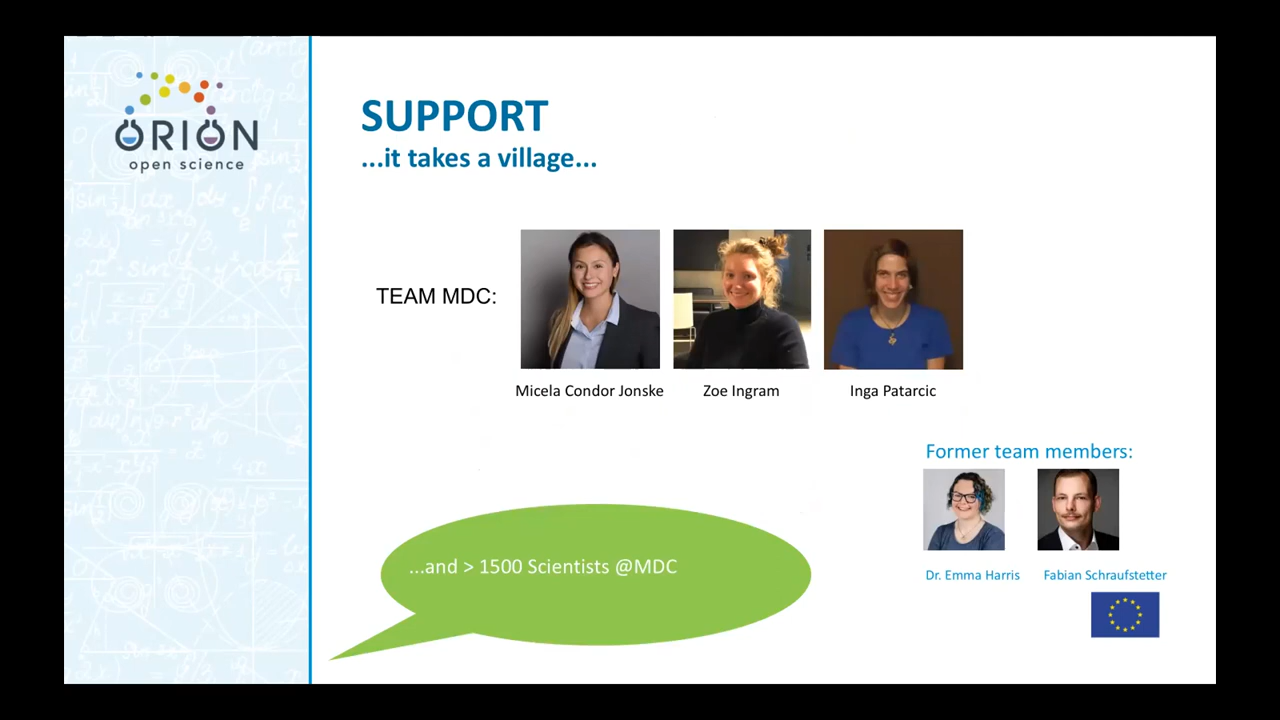 ORION
open science
SUPPORT
...it takes a village...
TEAM MDC:
Micela Condor Jonske
Zoe Ingram
Inga Patarcic
Former team members:
Dr. Emma Harris
Fabian Schraufstetter
...and > 1500 Scientists @MDC